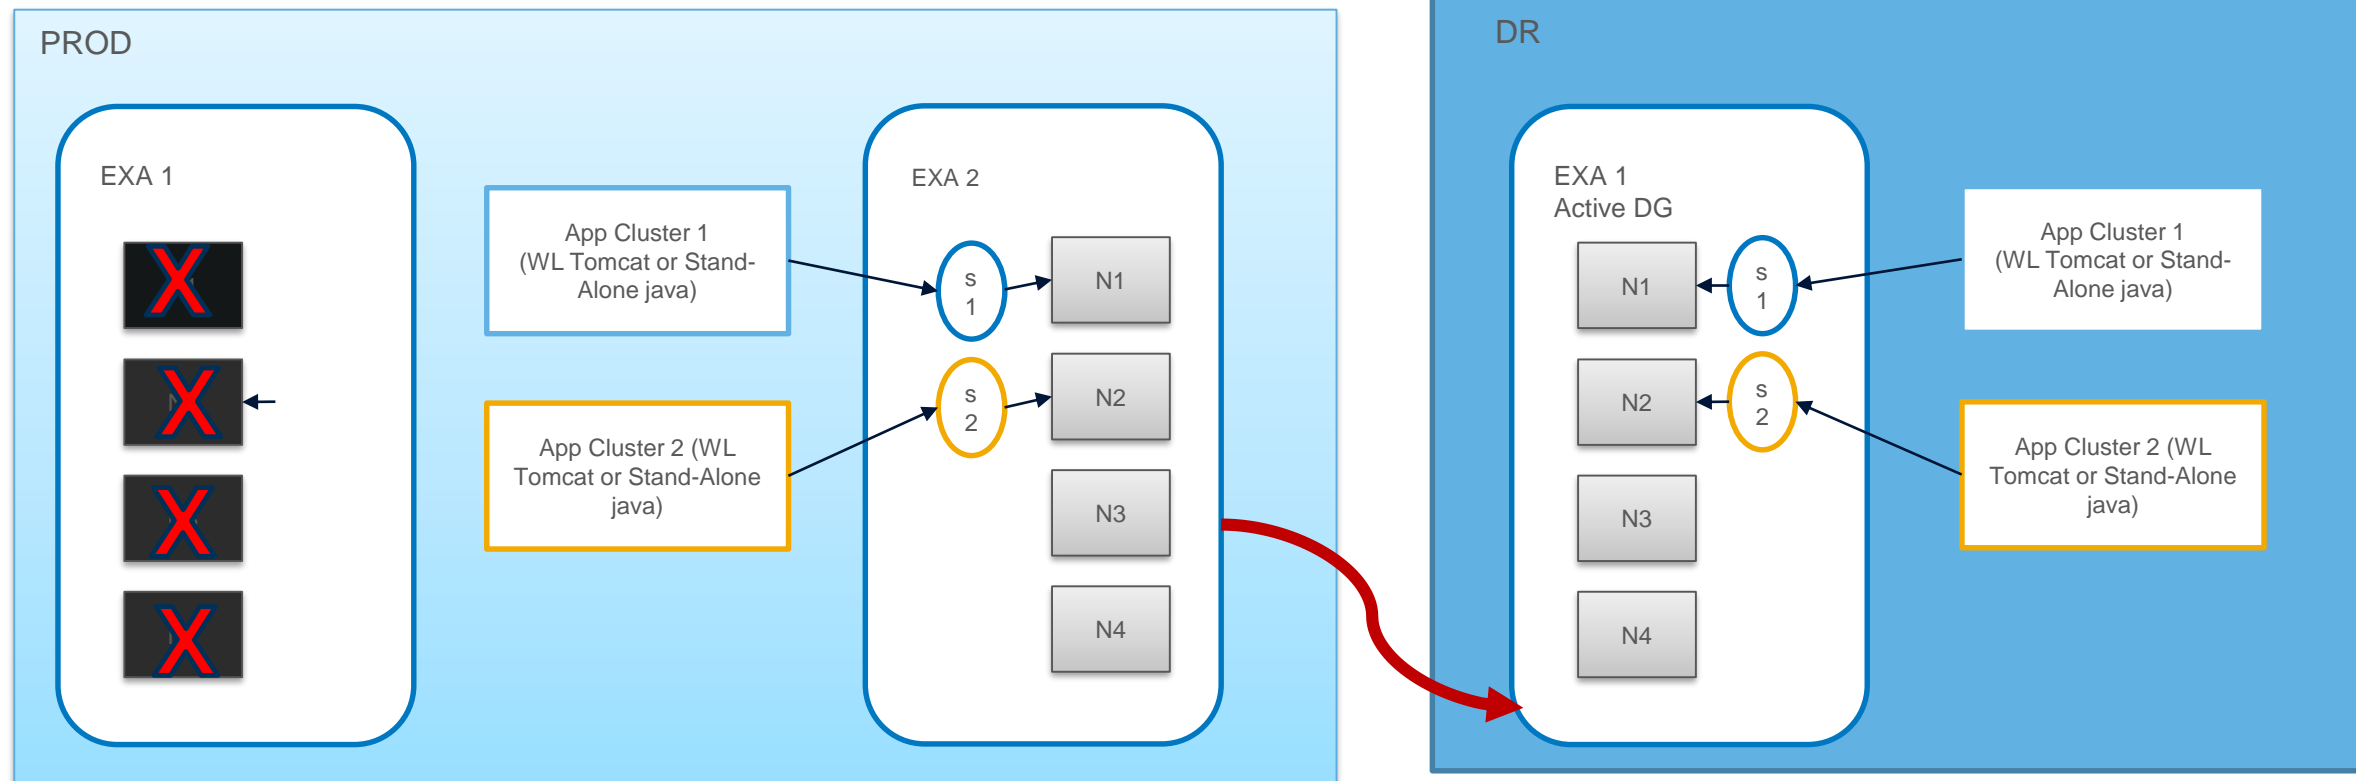 PROD
EXA 1
X
X
X
X
App Cluster 1
(WL Tomcat or Stand-
Alone java)
App Cluster 2 (WL
Tomcat or Stand-Alone
java)
EXA 2
s
1
s
2
N1
N2
N3
N4
DR
EXA 1
Active DG
N1
N2
N3
N4
s
1
s
2
App Cluster 1
(WL Tomcat or Stand-
Alone java)
App Cluster 2 (WL
Tomcat or Stand-Alone
java)